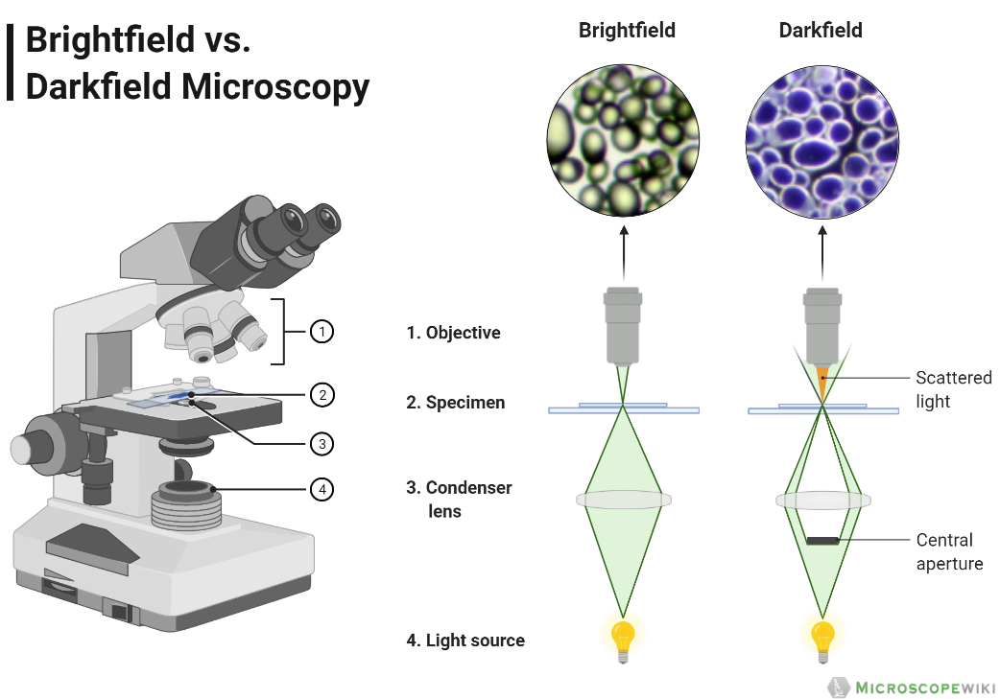 Brightfield vs.
Darkfield Microscopy
Brightfield
Darkfield
1
2
3
4
1. Objective
2. Specimen
3. Condenser
lens
4. Light source
Scattered
light
Central
aperture
MICROSCOPEWIKI